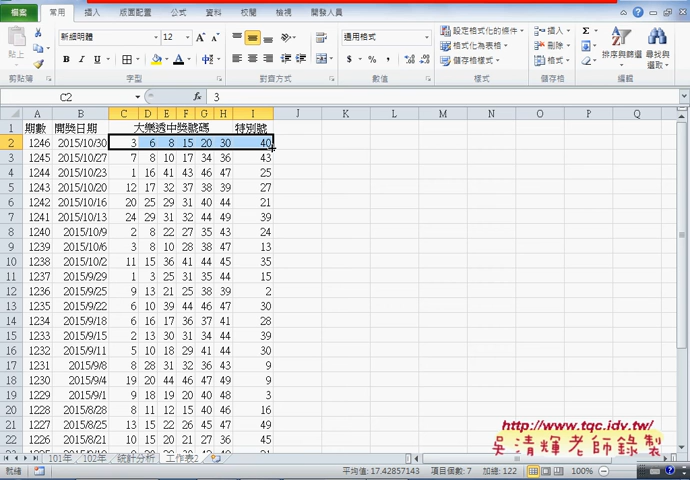 檔案 常用 插入 版面配置 公式 資料 校閱 檢視 開發人員
貼上 新細明體 12 A A 通用格式 設定格式化的條件 插入 Σ
B I U A $ % , 格式化為表格 刪除 排序與篩選 尋找與
儲存格樣式 格式 選取
剪貼簿 字型 對齊方式 數值 樣式 儲存格 編輯
C2 fx 3
A B C D E F G H I J K L M N O P Q
1 期數 開獎日期 大樂透中獎號碼 特別號
2 1246 2015/10/30 3 6 8 15 20 30 40
3 1245 2015/10/27 7 8 10 17 34 36 43
4 1244 2015/10/23 1 16 41 43 46 47 25
5 1243 2015/10/20 12 17 32 37 38 39 27
6 1242 2015/10/16 20 25 29 31 40 44 21
7 1241 2015/10/13 24 29 31 32 44 49 39
8 1240 2015/10/9 2 8 22 27 35 43 24
9 1239 2015/10/6 3 8 10 28 38 47 13
10 1238 2015/10/2 11 15 36 41 44 45 35
11 1237 2015/9/29 1 3 25 31 35 44 15
12 1236 2015/9/25 9 13 21 25 38 39 2
13 1235 2015/9/22 6 10 39 44 46 47 30
14 1234 2015/9/18 6 16 17 36 37 41 28
15 1233 2015/9/15 2 13 30 31 34 44 39
16 1232 2015/9/11 5 10 18 29 41 44 30
17 1231 2015/9/8 8 28 31 32 36 43 9
18 1230 2015/9/4 19 20 44 46 47 49 9
19 1229 2015/9/1 9 18 19 20 40 48 3
20 1228 2015/8/28 8 11 12 15 40 46 16
21 1227 2015/8/25 13 15 22 26 45 47 49
22 1226 2015/8/21 10 15 20 21 27 36 45
http://www.tqc.idv.tw/
吳清輝老師錄製
101年 102年 統計分析 工作表2
就緒 平均值: 17.42857143 項目個數: 7 加總: 122 100%